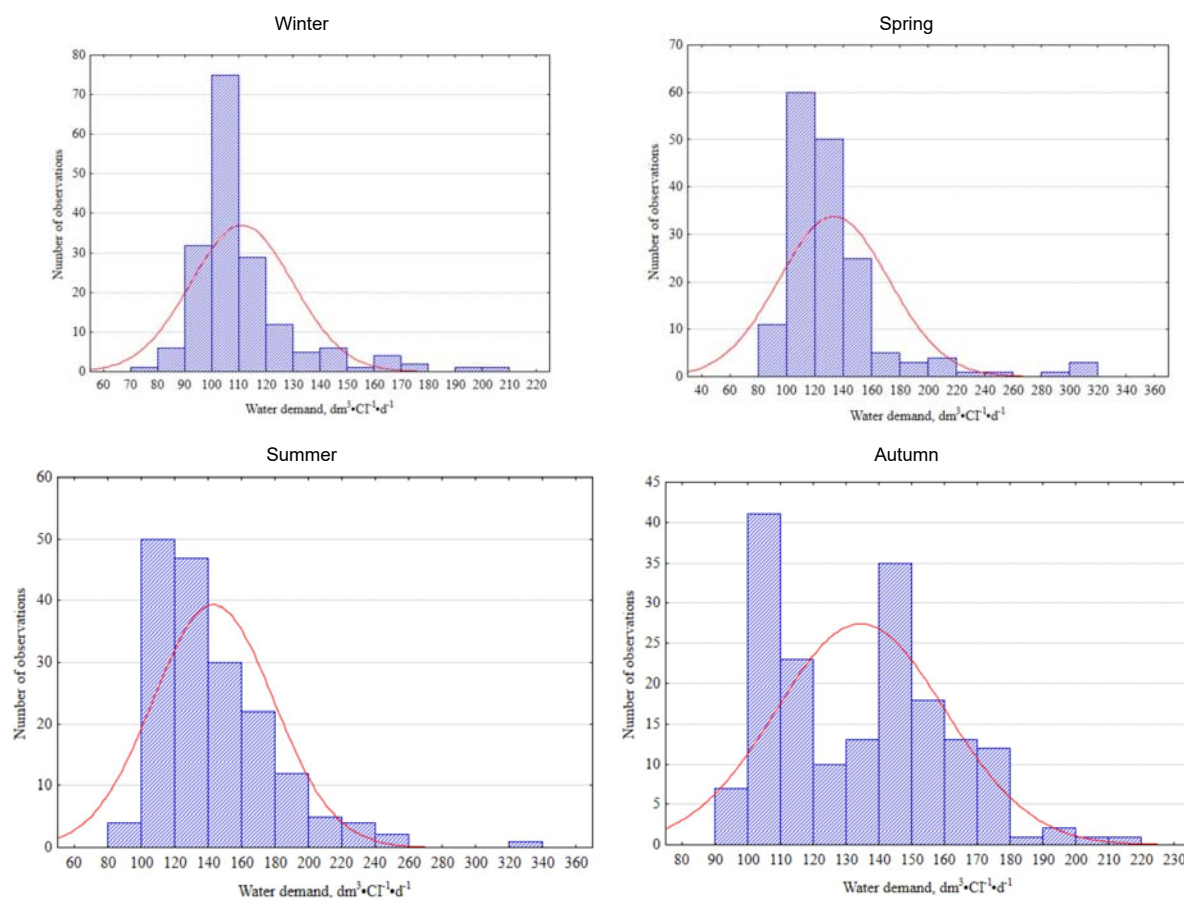 Winter
80
70
60
50
40
30
20
10
0
Number of observations
60 70 80 90 100 110 120 130 140 150 160 170 180 190 200 210 220
Water demand, dm³•CI⁻¹•d⁻¹
Spring
70
60
50
40
30
20
10
0
Number of observations
40 60 80 100 120 140 160 180 200 220 240 260 280 300 320 340 360
Water demand, dm³•CI⁻¹•d⁻¹
Summer
60
50
40
30
20
10
0
Number of observations
60 80 100 120 140 160 180 200 220 240 260 280 300 320 340 360
Water demand, dm³•CI⁻¹•d⁻¹
Autumn
45
40
35
30
25
20
15
10
5
0
Number of observations
80 90 100 110 120 130 140 150 160 170 180 190 200 210 220 230
Water demand, dm³•CI⁻¹•d⁻¹